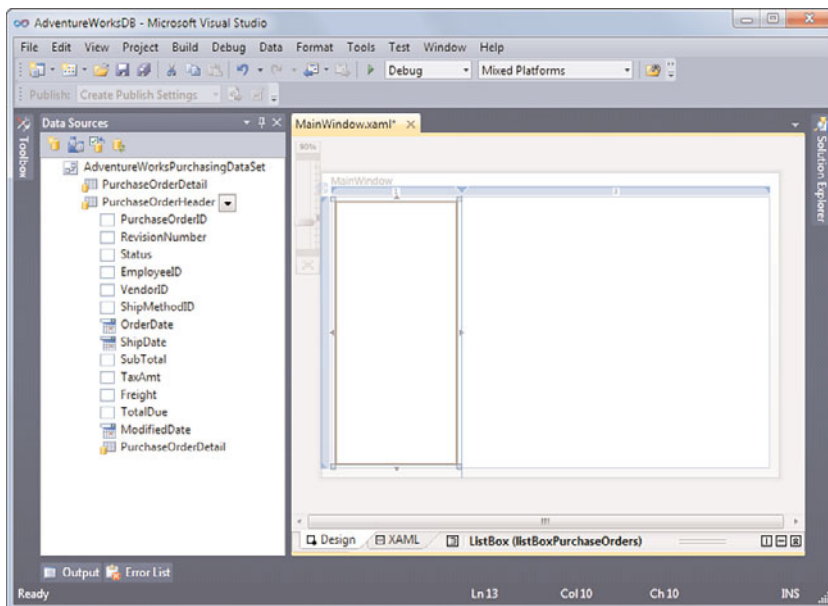 AdventureWorksDB - Microsoft Visual Studio
File Edit View Project Build Debug Data Format Tools Test Window Help
Debug Mixed Platforms
Publish: Create Publish Settings
Toolbox
Data Sources
AdventureWorksPurchasingDataSet
PurchaseOrderDetail
PurchaseOrderHeader
PurchaseOrderID
RevisionNumber
Status
EmployeeID
VendorID
ShipMethodID
OrderDate
ShipDate
SubTotal
TaxAmt
Freight
TotalDue
ModifiedDate
PurchaseOrderDetail
MainWindow.xaml*
90%
MainWindow
Solution Explorer
Design XAML ListBox (listBoxPurchaseOrders)
Output Error List
Ready Ln 13 Col 10 Ch 10 INS